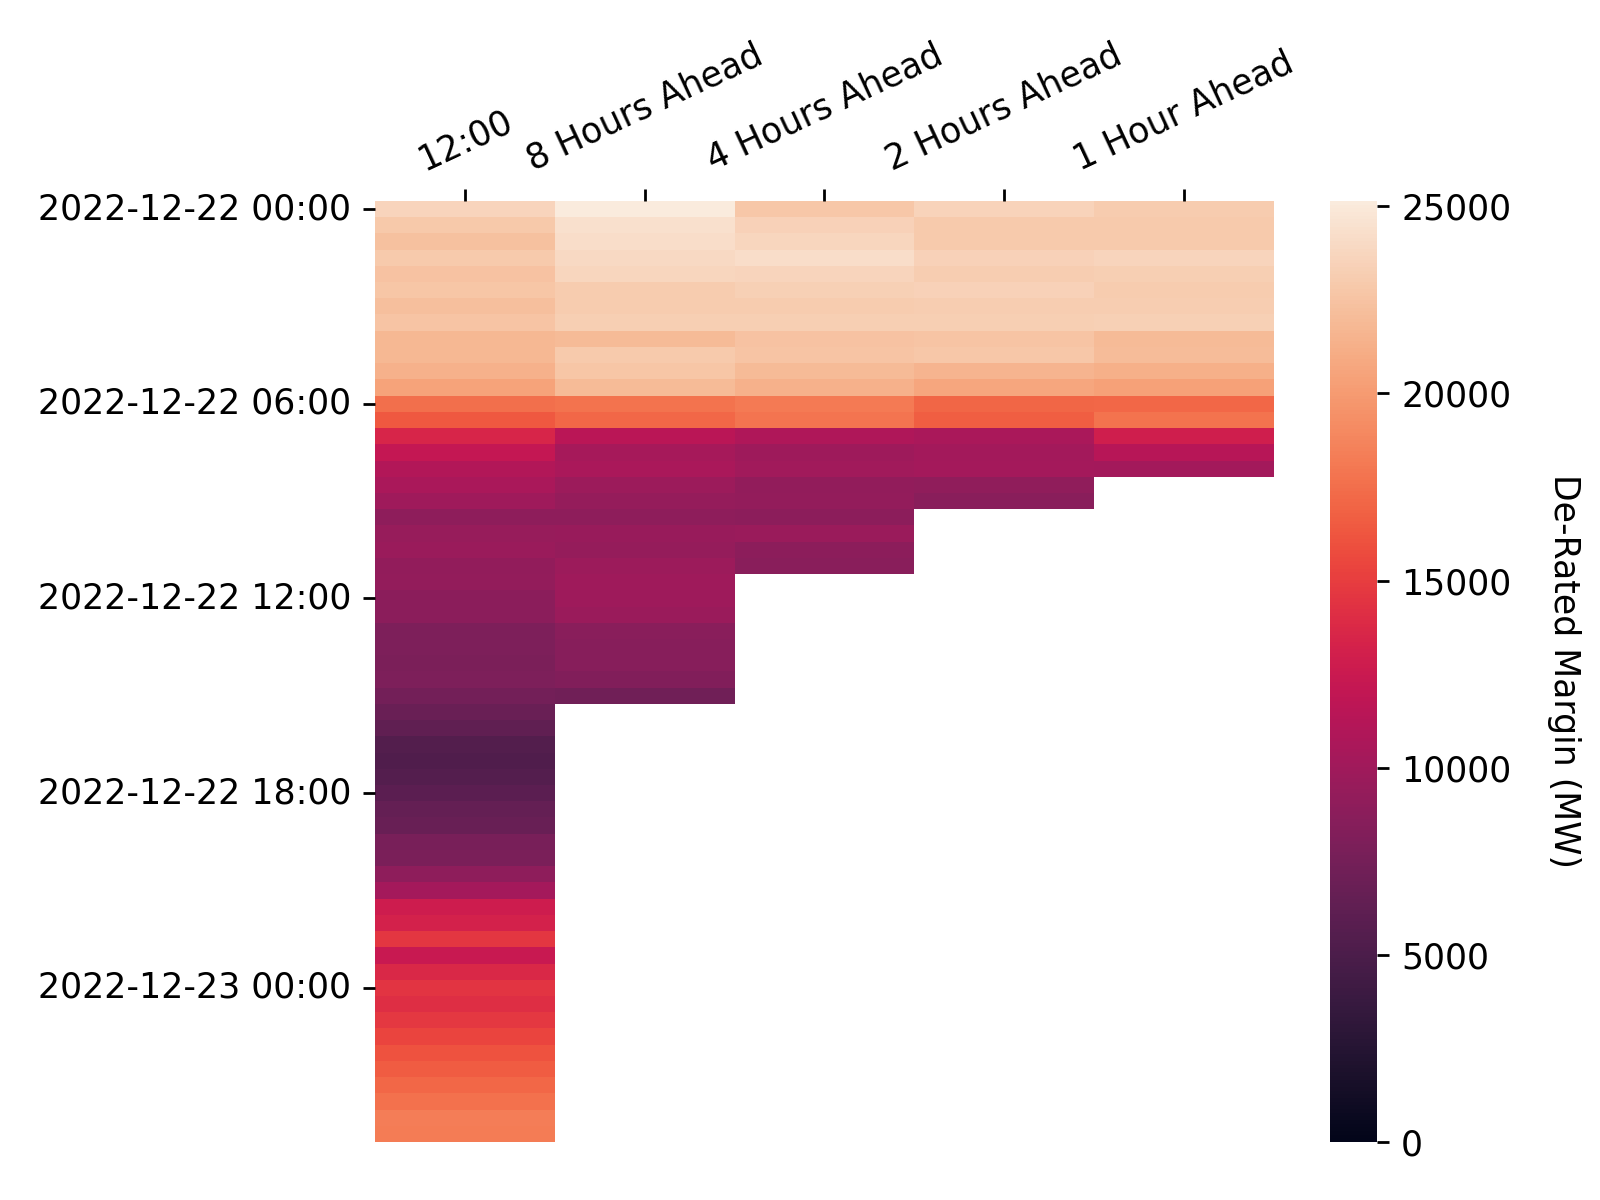 12:00
8 Hours Ahead
4 Hours Ahead
2 Hours Ahead
1 Hour Ahead
2022-12-22 00:00
2022-12-22 06:00
2022-12-22 12:00
2022-12-22 18:00
2022-12-23 00:00
25000
20000
15000
10000
5000
0
De-Rated Margin (MW)